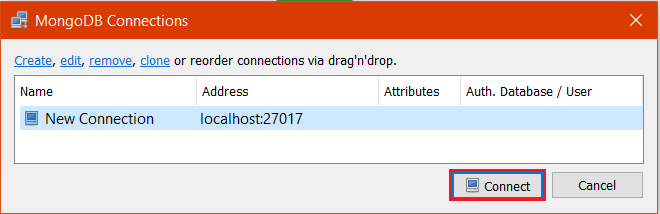 MongoDB Connections
Create, edit, remove, clone or reorder connections via drag'n'drop.
Name Address Attributes Auth. Database / User
New Connection localhost:27017
Connect Cancel